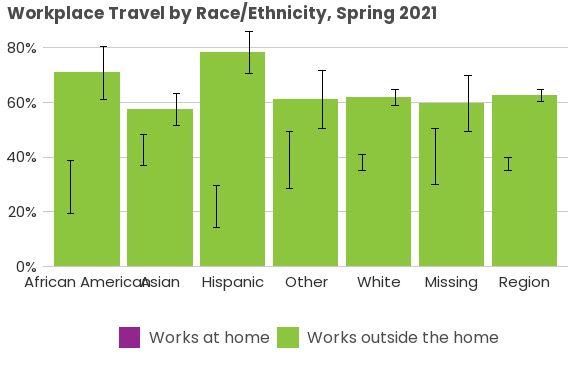 Workplace Travel by Race/Ethnicity, Spring 2021
80%
60%
40%
20%
0%
African American Asian Hispanic Other White Missing Region
Works at home Works outside the home